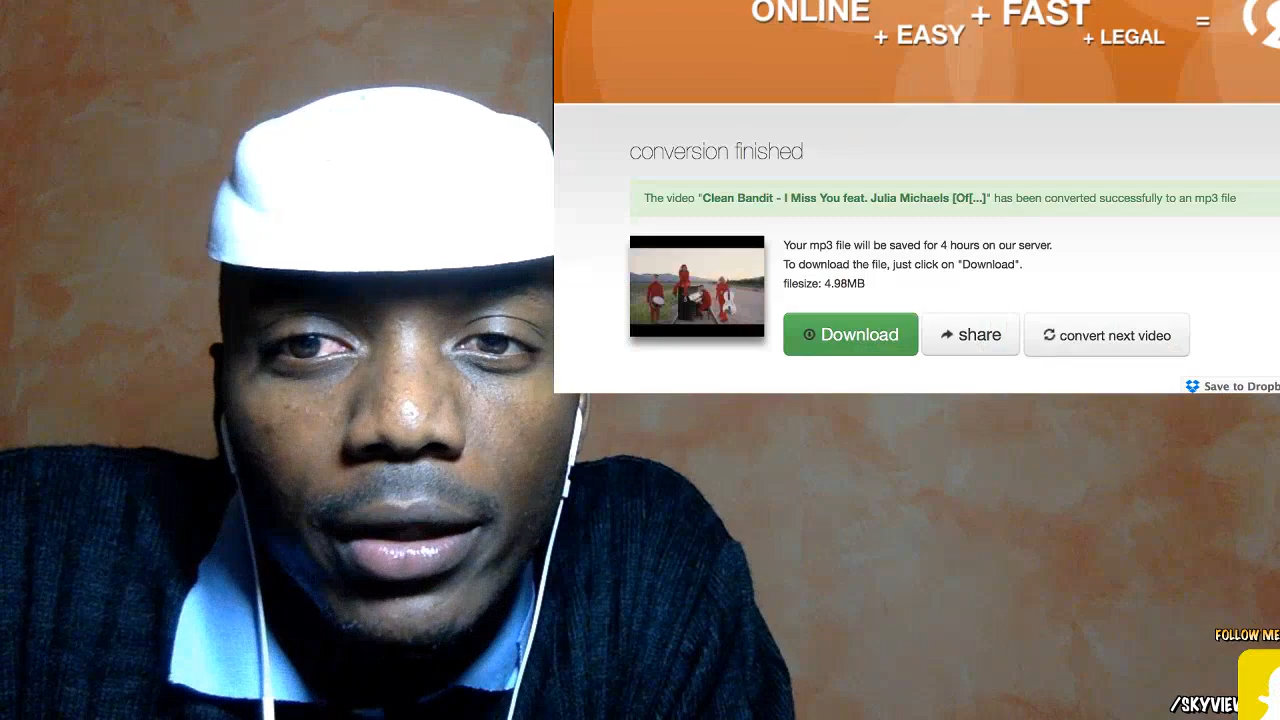 ONLINE + EASY + FAST + LEGAL =
conversion finished
The video "Clean Bandit - I Miss You feat. Julia Michaels [Of[...]" has been converted successfully to an mp3 file
Your mp3 file will be saved for 4 hours on our server.
To download the file, just click on "Download".
filesize: 4.98MB
Download share convert next video
Save to Dropb
FOLLOW ME
/SKYVIEW